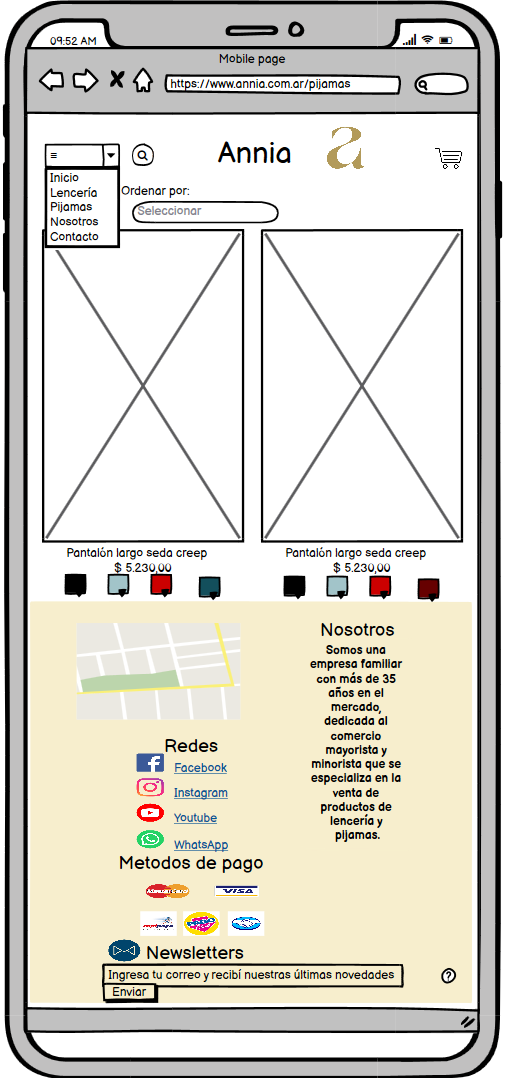 09:52 AM
Mobile page
https://www.annia.com.ar/pijamas
Annia a
Inicio
Lencería
Pijamas
Nosotros
Contacto
Ordenar por:
Seleccionar
Pantalón largo seda creep
$ 5.230,00
Pantalón largo seda creep
$ 5.230,00
Nosotros
Somos una
empresa familiar
con más de 35
años en el
mercado,
dedicada al
comercio
mayorista y
minorista que se
especializa en la
venta de
productos de
lencería y
pijamas.
Redes
Facebook
Instagram
Youtube
WhatsApp
Metodos de pago
MasterCard VISA
Newsletters
Ingresa tu correo y recibí nuestras últimas novedades
Enviar
?